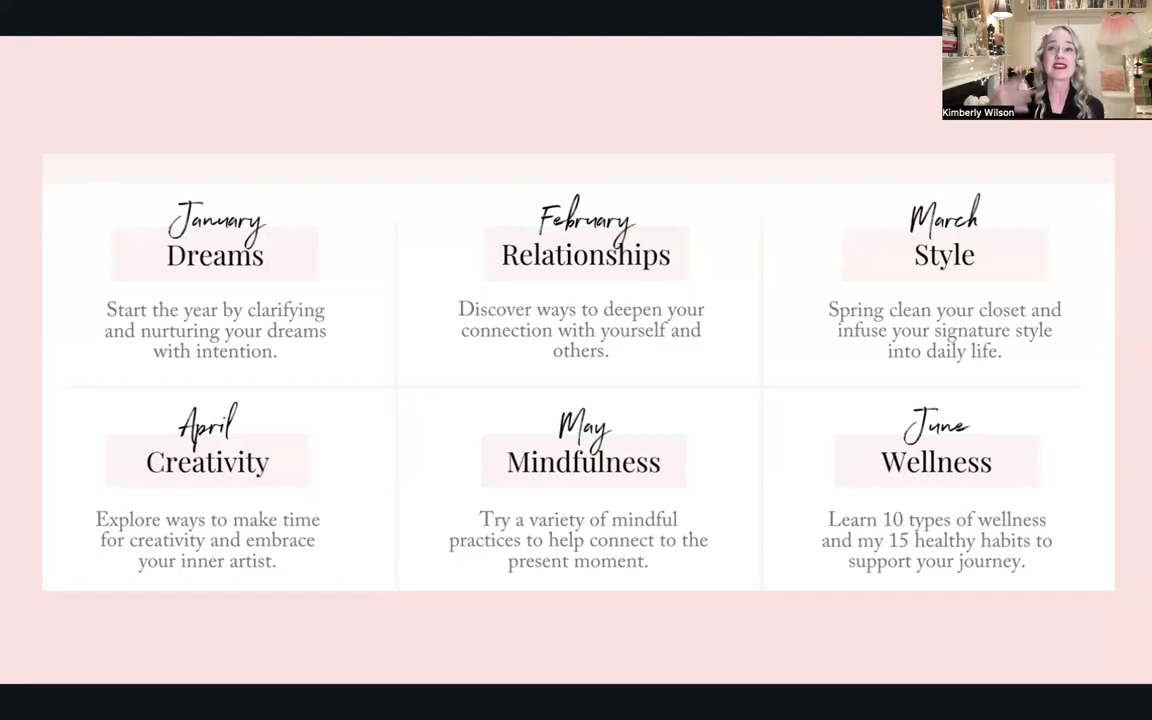 Kimberly Wilson
January
Dreams
Start the year by clarifying
and nurturing your dreams
with intention.
February
Relationships
Discover ways to deepen your
connection with yourself and
others.
March
Style
Spring clean your closet and
infuse your signature style
into daily life.
April
Creativity
Explore ways to make time
for creativity and embrace
your inner artist.
May
Mindfulness
Try a variety of mindful
practices to help connect to the
present moment.
June
Wellness
Learn 10 types of wellness
and my 15 healthy habits to
support your journey.